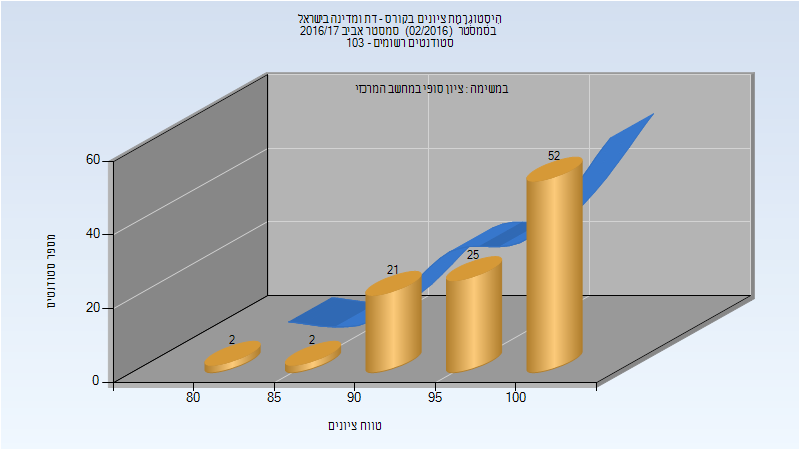 היסטוגרמת ציונים בקורס - דת ומדינה בישראל
בסמסטר  (02/2016)  סמסטר אביב 2016/17
סטודנטים רשומים - 103
במשימה : ציון סופי במחשב המרכזי
60
40
20
0
מספר סטודנטים
2
2
21
25
52
80
85
90
95
100
טווח ציונים